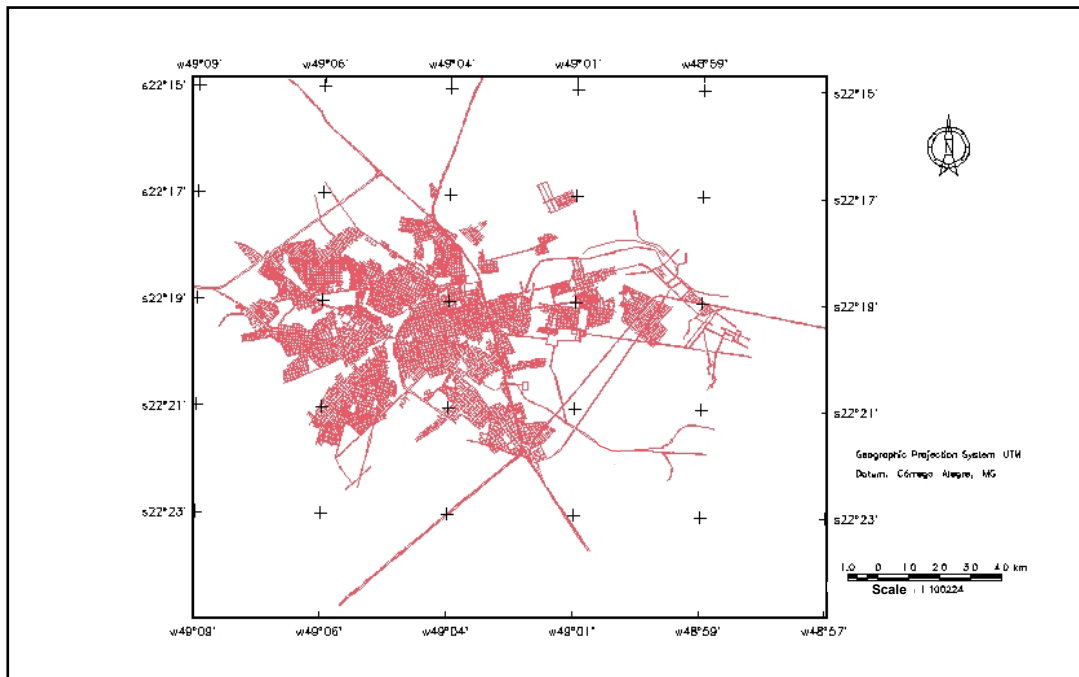 w49°09' w49°06' w49°04' w49°01' w48°59'
s22°15' s22°15'
N
s22°17' s22°17'
s22°19' s22°19'
s22°21' s22°21'
Geographic Projection System UTM
Datum. Córrego Alegre, MG
s22°23' s22°23'
1.0 0 1.0 2.0 3.0 4.0 km
Scale : 1 100224
w49°09' w49°06' w49°04' w49°01' w48°59' w48°57'